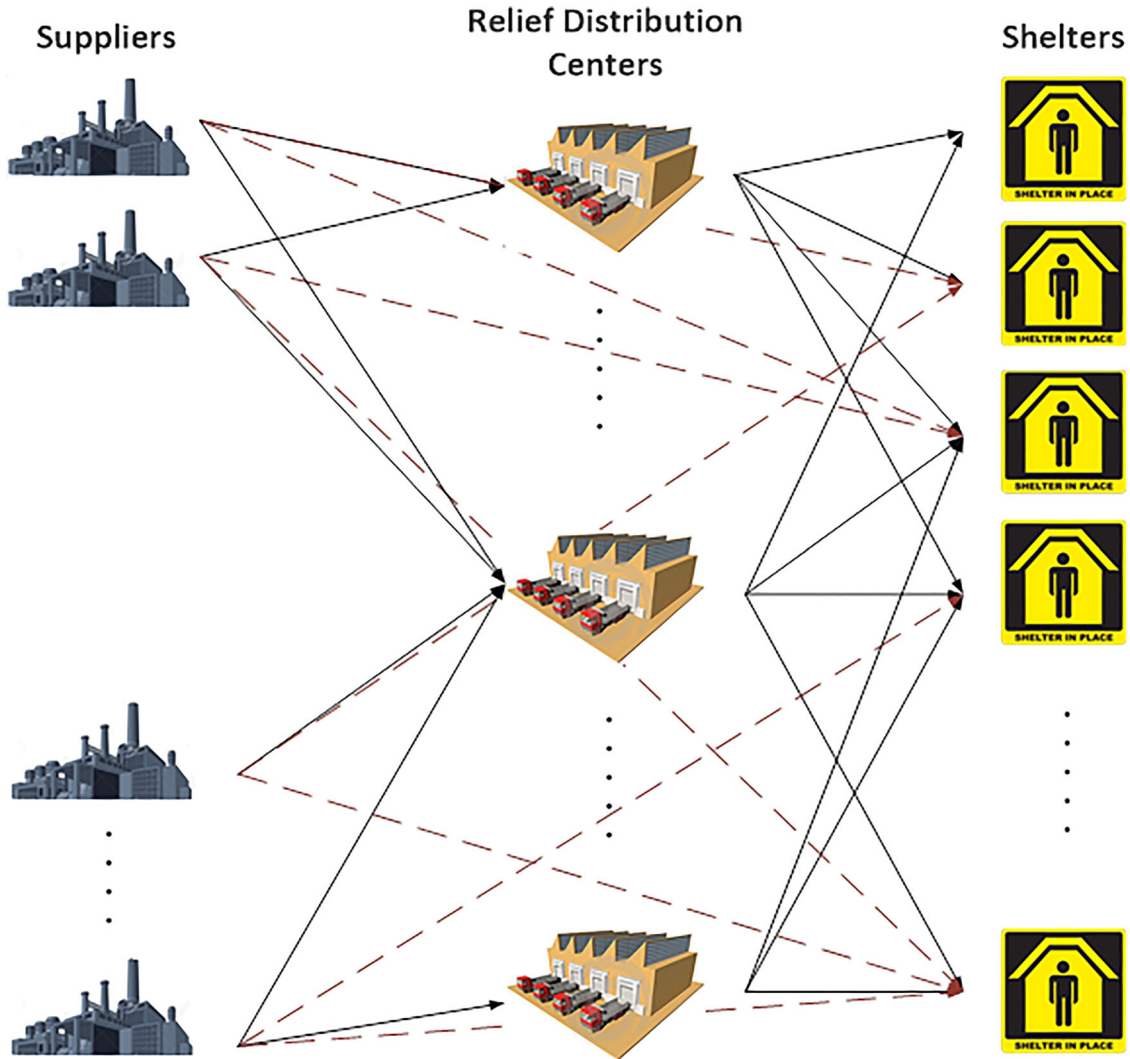 Suppliers
Relief Distribution
Centers
Shelters
SHELTER IN PLACE
SHELTER IN PLACE
SHELTER IN PLACE
SHELTER IN PLACE
SHELTER IN PLACE